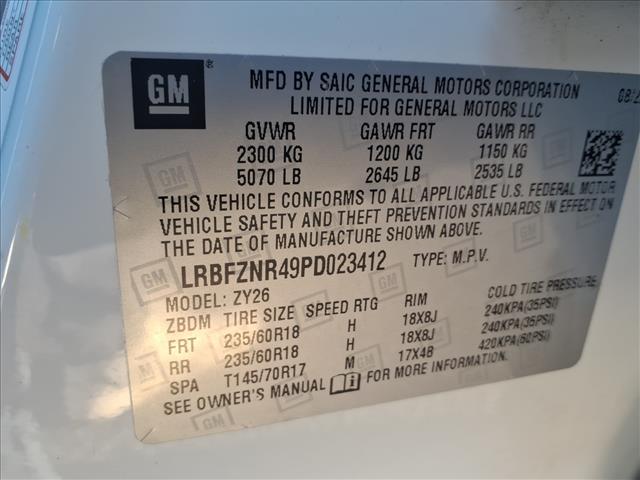 GM
MFD BY SAIC GENERAL MOTORS CORPORATION
LIMITED FOR GENERAL MOTORS LLC
GVWR GAWR FRT GAWR RR
2300 KG 1200 KG 1150 KG
5070 LB 2645 LB 2535 LB
THIS VEHICLE CONFORMS TO ALL APPLICABLE U.S. FEDERAL MOTOR
VEHICLE SAFETY AND THEFT PREVENTION STANDARDS IN EFFECT ON
THE DATE OF MANUFACTURE SHOWN ABOVE.
LRBFZNR49PD023412 TYPE: M.P.V.
MODEL: ZY26
ZBDM TIRE SIZE SPEED RTG RIM COLD TIRE PRESSURE
FRT 235/60R18 H 18X8J 240KPA(35PSI)
RR 235/60R18 H 18X8J 240KPA(35PSI)
SPA T145/70R17 M 17X4B 420KPA(60PSI)
SEE OWNER'S MANUAL FOR MORE INFORMATION.